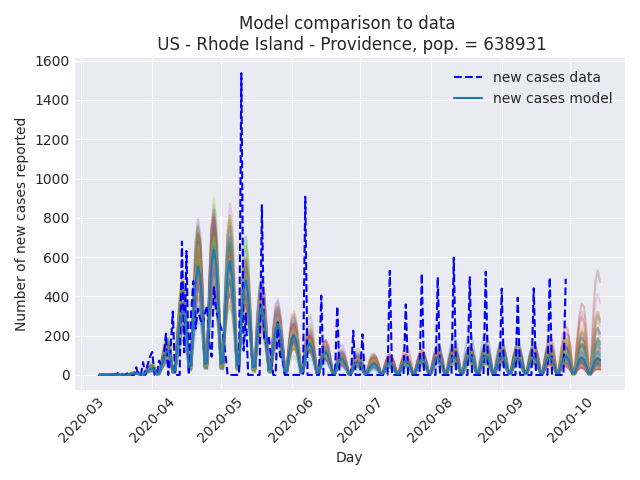 Model comparison to data
US - Rhode Island - Providence, pop. = 638931
Number of new cases reported
1600
1400
1200
1000
800
600
400
200
0
new cases data
new cases model
2020-03
2020-04
2020-05
2020-06
2020-07
2020-08
2020-09
2020-10
Day